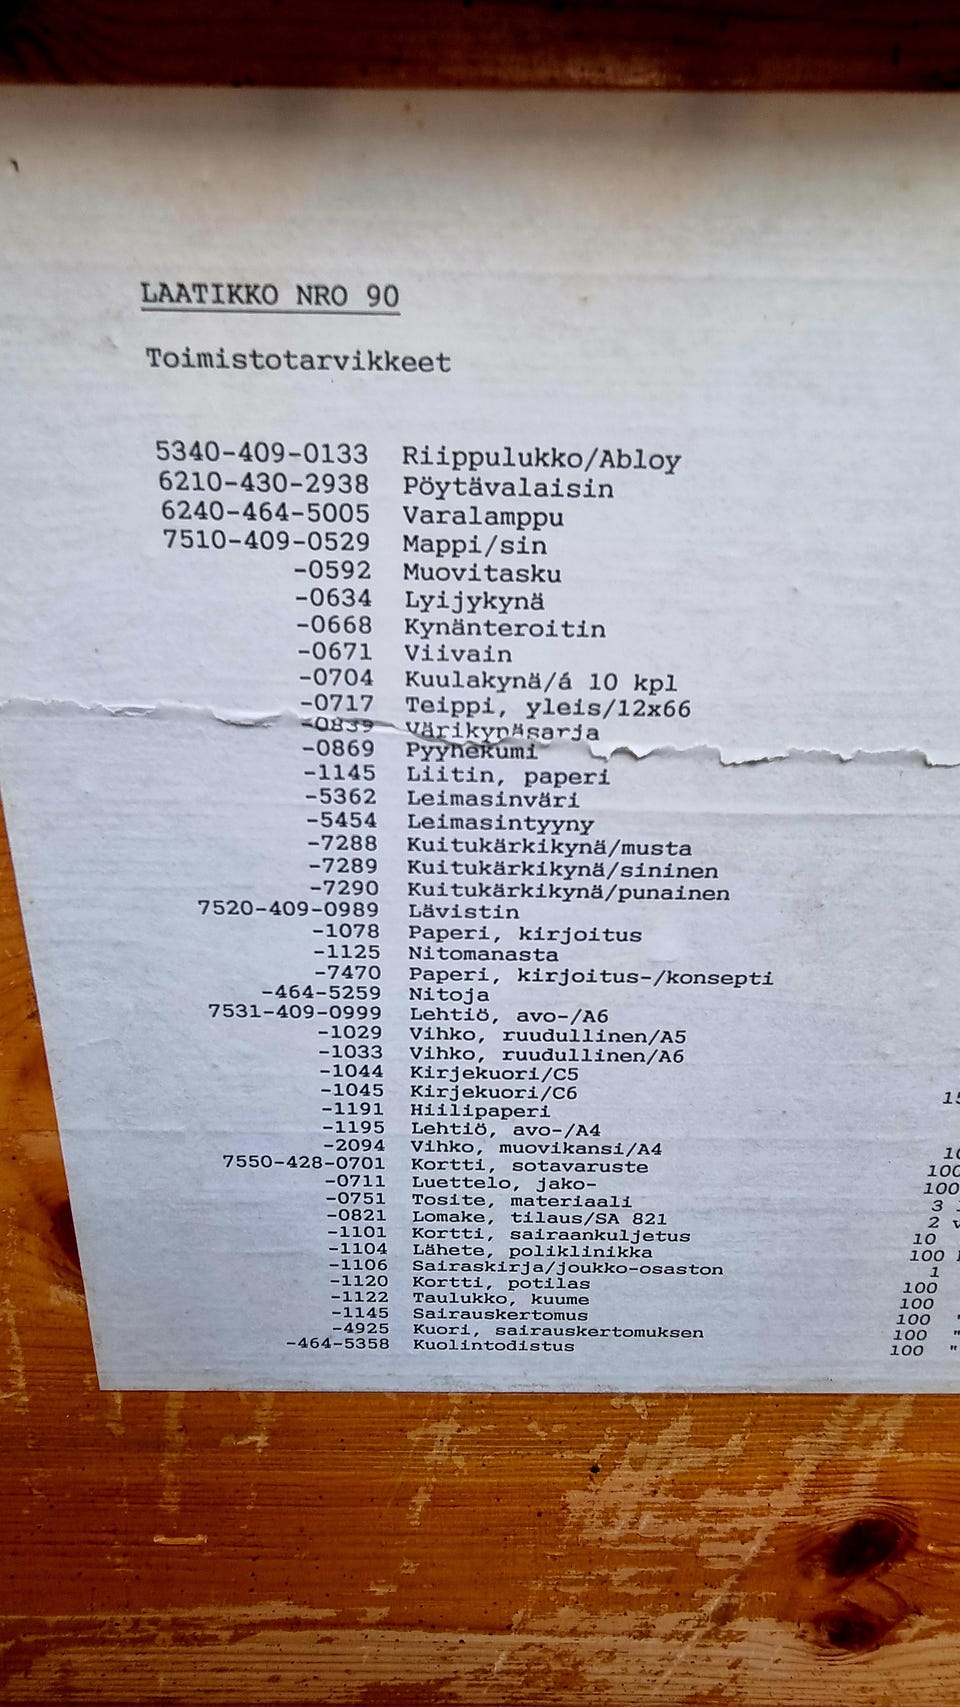 LAATIKKO NRO 90
Toimistotarvikkeet
5340-409-0133 Riippulukko/Abloy
6210-430-2938 Pöytävalaisin
6240-464-5005 Varalamppu
7510-409-0529 Mappi/sin
-0592 Muovitasku
-0634 Lyijykynä
-0668 Kynänteroitin
-0671 Viivain
-0704 Kuulakynä/á 10 kpl
-0717 Teippi, yleis/12x66
-0839 Värikynäsarja
-0869 Pyyhekumi
-1145 Liitin, paperi
-5362 Leimasinväri
-5454 Leimasintyyny
-7288 Kuitukärkikynä/musta
-7289 Kuitukärkikynä/sininen
-7290 Kuitukärkikynä/punainen
7520-409-0989 Lävistin
-1078 Paperi, kirjoitus
-1125 Nitomanasta
-7470 Paperi, kirjoitus-/konsepti
-464-5259 Nitoja
7531-409-0999 Lehtiö, avo-/A6
-1029 Vihko, ruudullinen/A5
-1033 Vihko, ruudullinen/A6
-1044 Kirjekuori/C5
-1045 Kirjekuori/C6 15
-1191 Hiilipaperi
-1195 Lehtiö, avo-/A4
-2094 Vihko, muovikansi/A4 10
7550-428-0701 Kortti, sotavaruste 100
-0711 Luettelo, jako- 100
-0751 Tosite, materiaali 3
-0821 Lomake, tilaus/SA 821 2 v
-1101 Kortti, sairaankuljetus 10
-1104 Lähete, poliklinikka 100
-1106 Sairaskirja/joukko-osaston 1
-1120 Kortti, potilas 100
-1122 Taulukko, kuume 100
-1145 Sairauskertomus 100 "
-4925 Kuori, sairauskertomuksen 100 "
-464-5358 Kuolintodistus 100 "